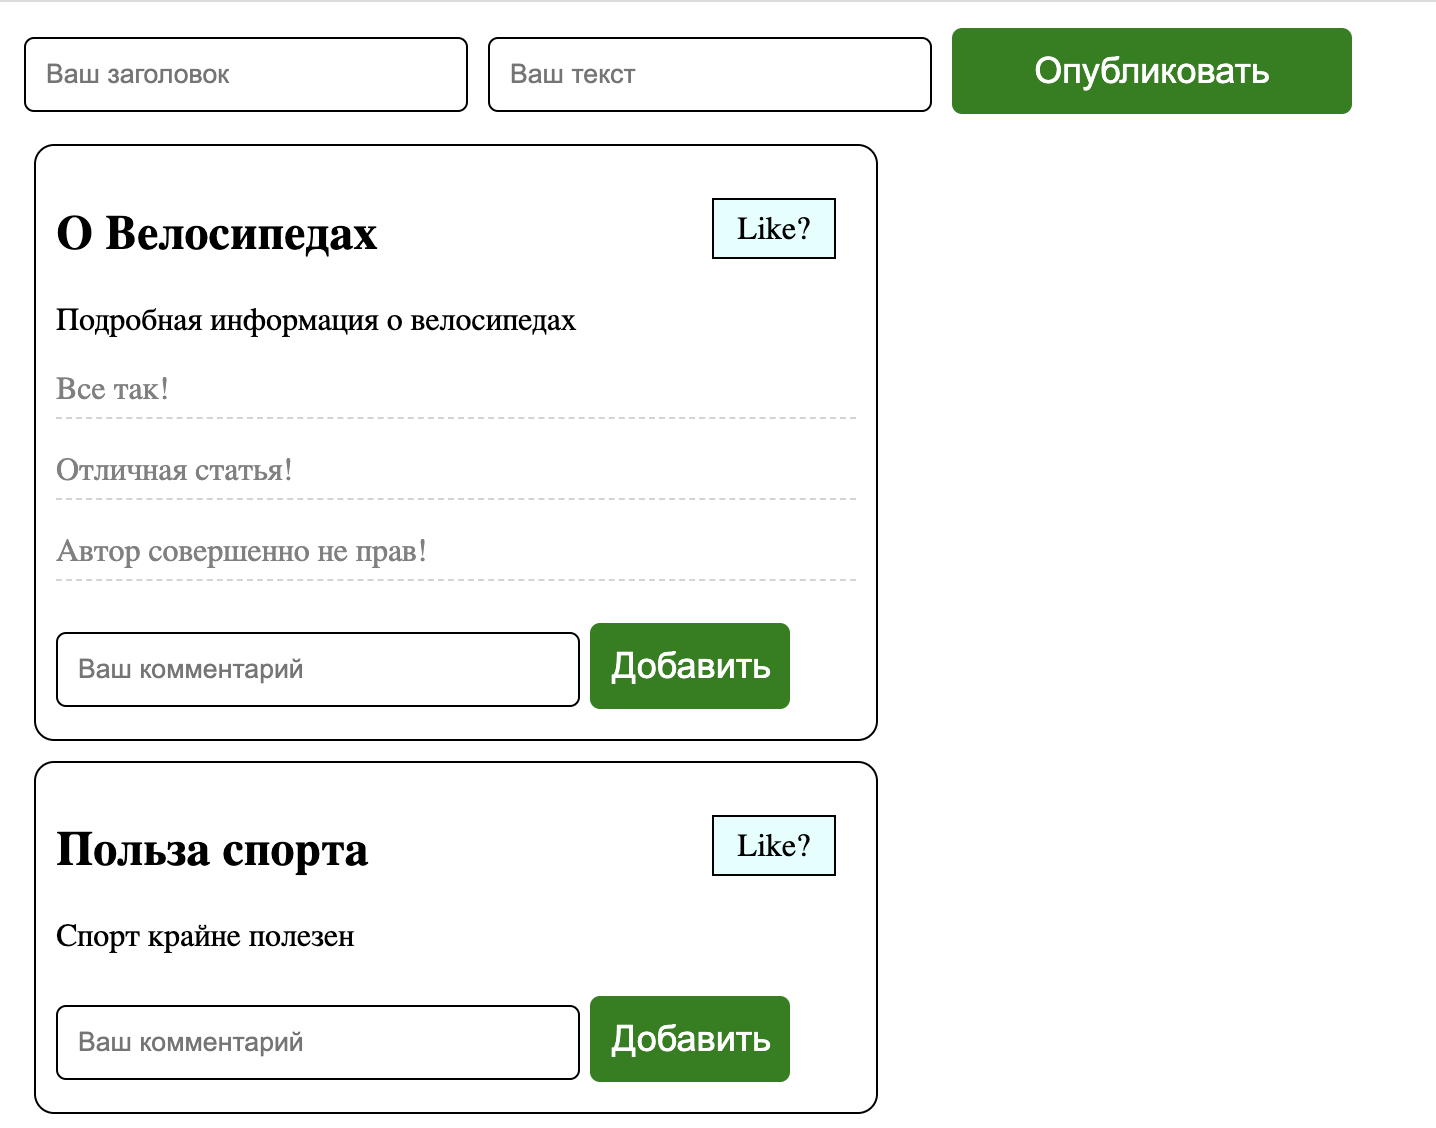 Ваш заголовок
Ваш текст
Опубликовать
О Велосипедах
Like?
Подробная информация о велосипедах
Все так!
Отличная статья!
Автор совершенно не прав!
Ваш комментарий
Добавить
Польза спорта
Like?
Спорт крайне полезен
Ваш комментарий
Добавить